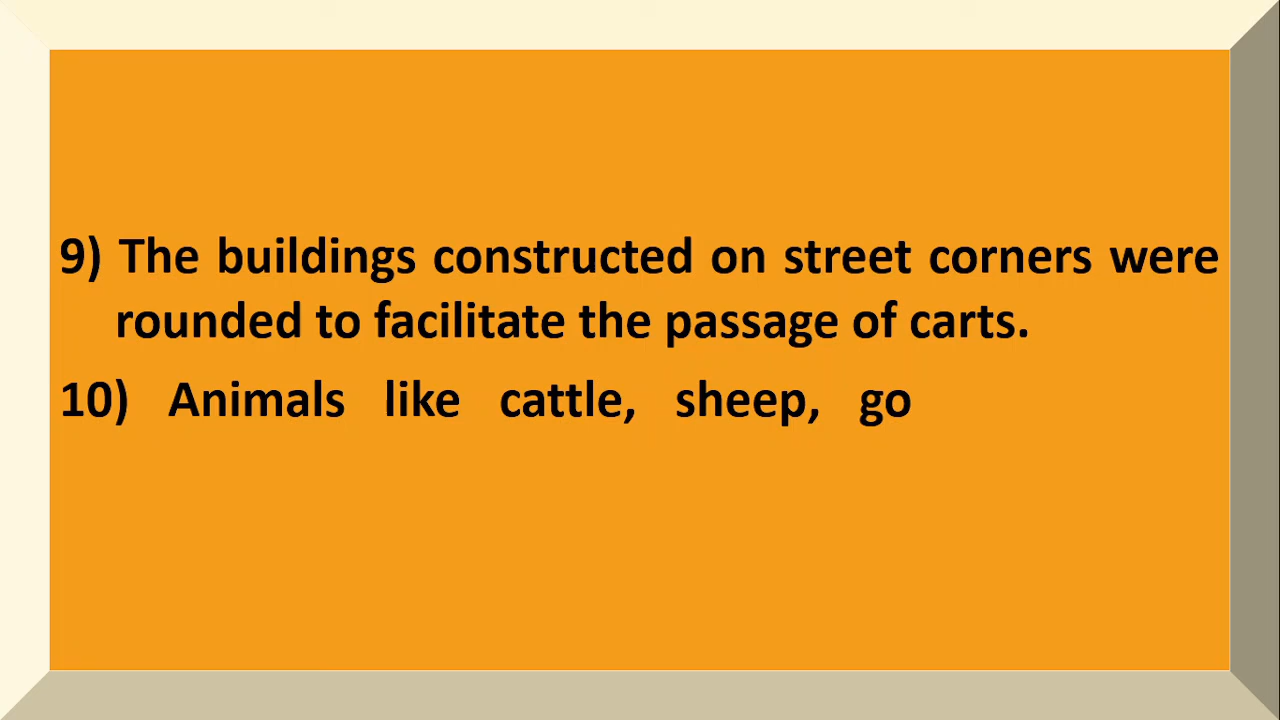 9) The buildings constructed on street corners were
rounded to facilitate the passage of carts.
10) Animals like cattle, sheep, go